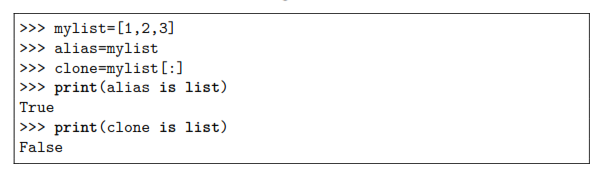 >>> mylist=[1,2,3]
>>> alias=mylist
>>> clone=mylist[:]
>>> print(alias is list)
True
>>> print(clone is list)
False